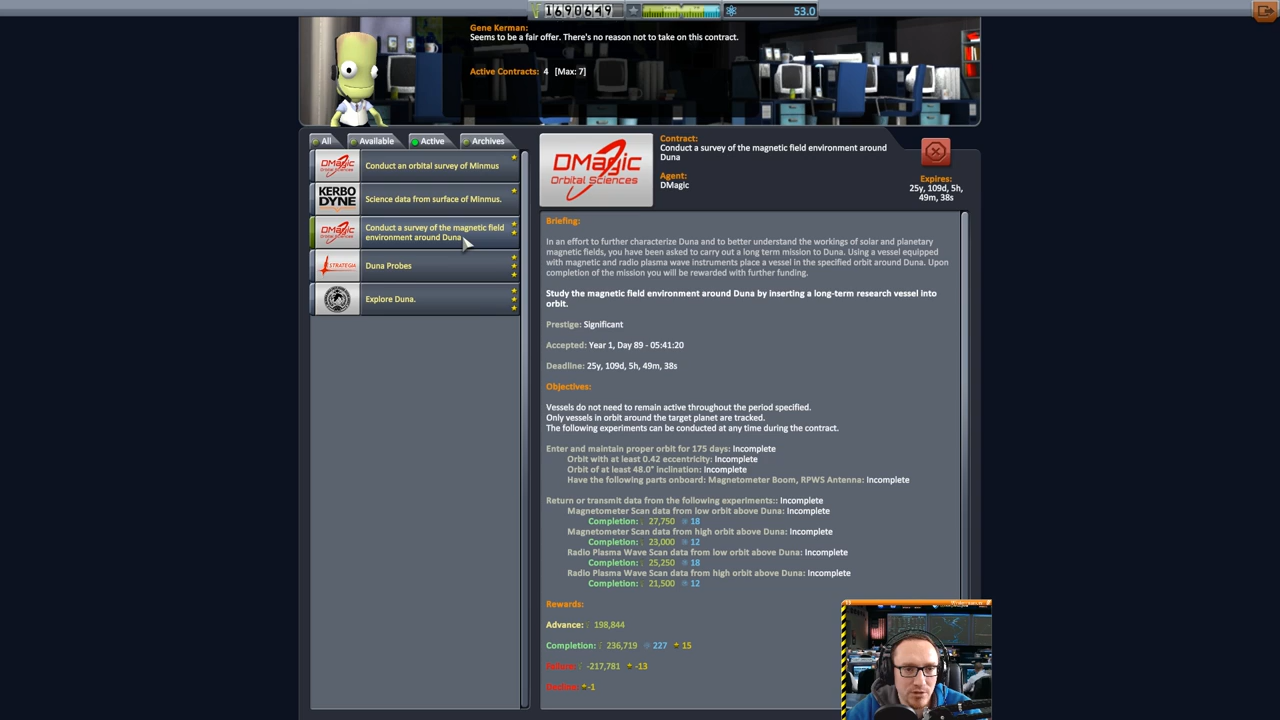 1690649
53.0
Gene Kerman:
Seems to be a fair offer. There's no reason not to take on this contract.
Active Contracts: 4 [Max: 7]
All
Available
Active
Archives
DMagic
ORBITAL SCIENCES
Conduct an orbital survey of Minmus
KERBO
DYNE
Science data from surface of Minmus.
DMagic
Conduct a survey of the magnetic field
environment around Duna
STRATEGIA
Duna Probes
Explore Duna.
DMagic
Orbital Sciences
Contract:
Conduct a survey of the magnetic field environment around
Duna
Agent:
DMagic
Expires:
25y, 109d, 5h,
49m, 38s
Briefing:
In an effort to further characterize Duna and to better understand the workings of solar and planetary
magnetic fields, you have been asked to carry out a long term mission to Duna. Using a vessel equipped
with magnetic and radio plasma wave instruments place a vessel in the specified orbit around Duna. Upon
completion of the mission you will be rewarded with further funding.
Study the magnetic field environment around Duna by inserting a long-term research vessel into
orbit.
Prestige: Significant
Accepted: Year 1, Day 89 - 05:41:20
Deadline: 25y, 109d, 5h, 49m, 38s
Objectives:
Vessels do not need to remain active throughout the period specified.
Only vessels in orbit around the target planet are tracked.
The following experiments can be conducted at any time during the contract.
Enter and maintain proper orbit for 175 days: Incomplete
Orbit with at least 0.42 eccentricity: Incomplete
Orbit of at least 48.0° inclination: Incomplete
Have the following parts onboard: Magnetometer Boom, RPWS Antenna: Incomplete
Return or transmit data from the following experiments:: Incomplete
Magnetometer Scan data from low orbit above Duna: Incomplete
Completion: 27,750 18
Magnetometer Scan data from high orbit above Duna: Incomplete
Completion: 23,000 12
Radio Plasma Wave Scan data from low orbit above Duna: Incomplete
Completion: 25,250 18
Radio Plasma Wave Scan data from high orbit above Duna: Incomplete
Completion: 21,500 12
Rewards:
Advance: 198,844
Completion: 236,719 227 15
Failure: -217,781 -13
Decline: -1